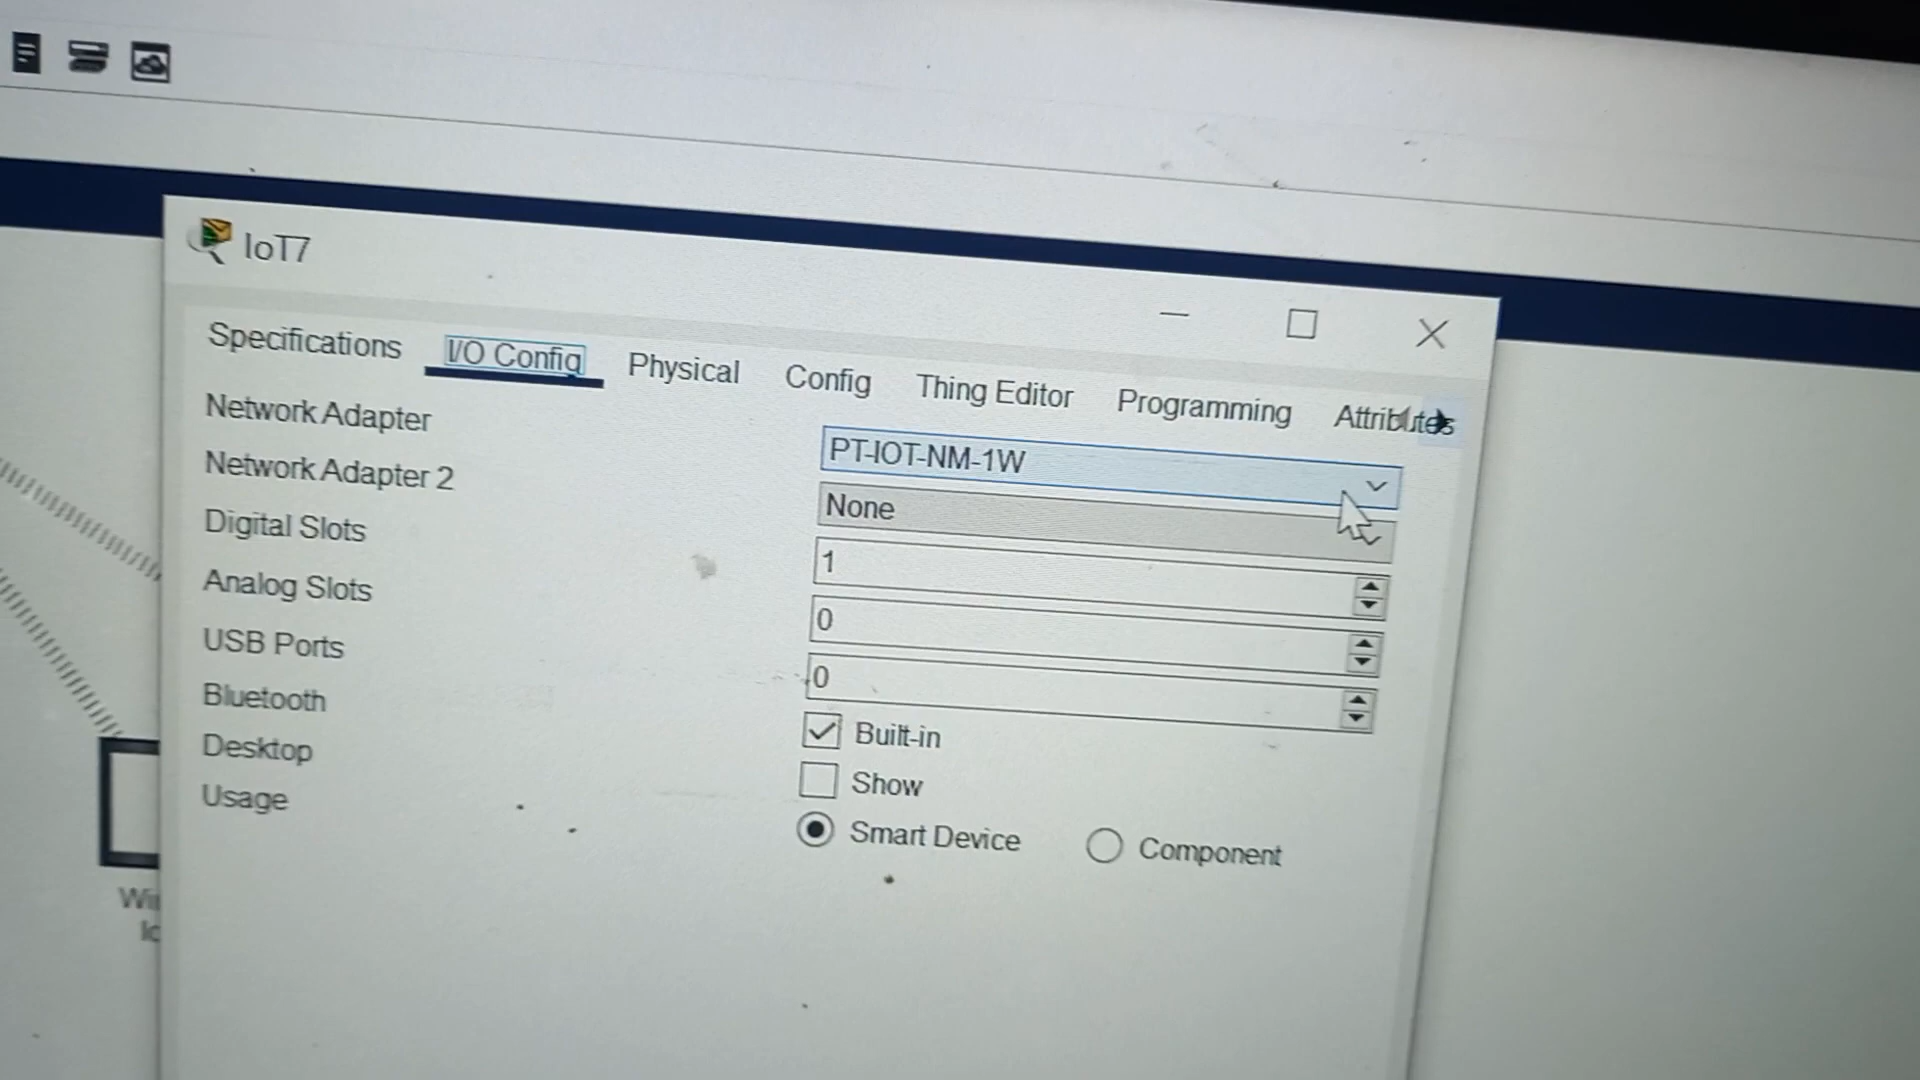 IoT7
Specifications I/O Config Physical Config Thing Editor Programming Attributes
Network Adapter PT-IOT-NM-1W
Network Adapter 2 None
Digital Slots 1
Analog Slots 0
USB Ports 0
Bluetooth Built-in
Desktop Show
Usage Smart Device Component